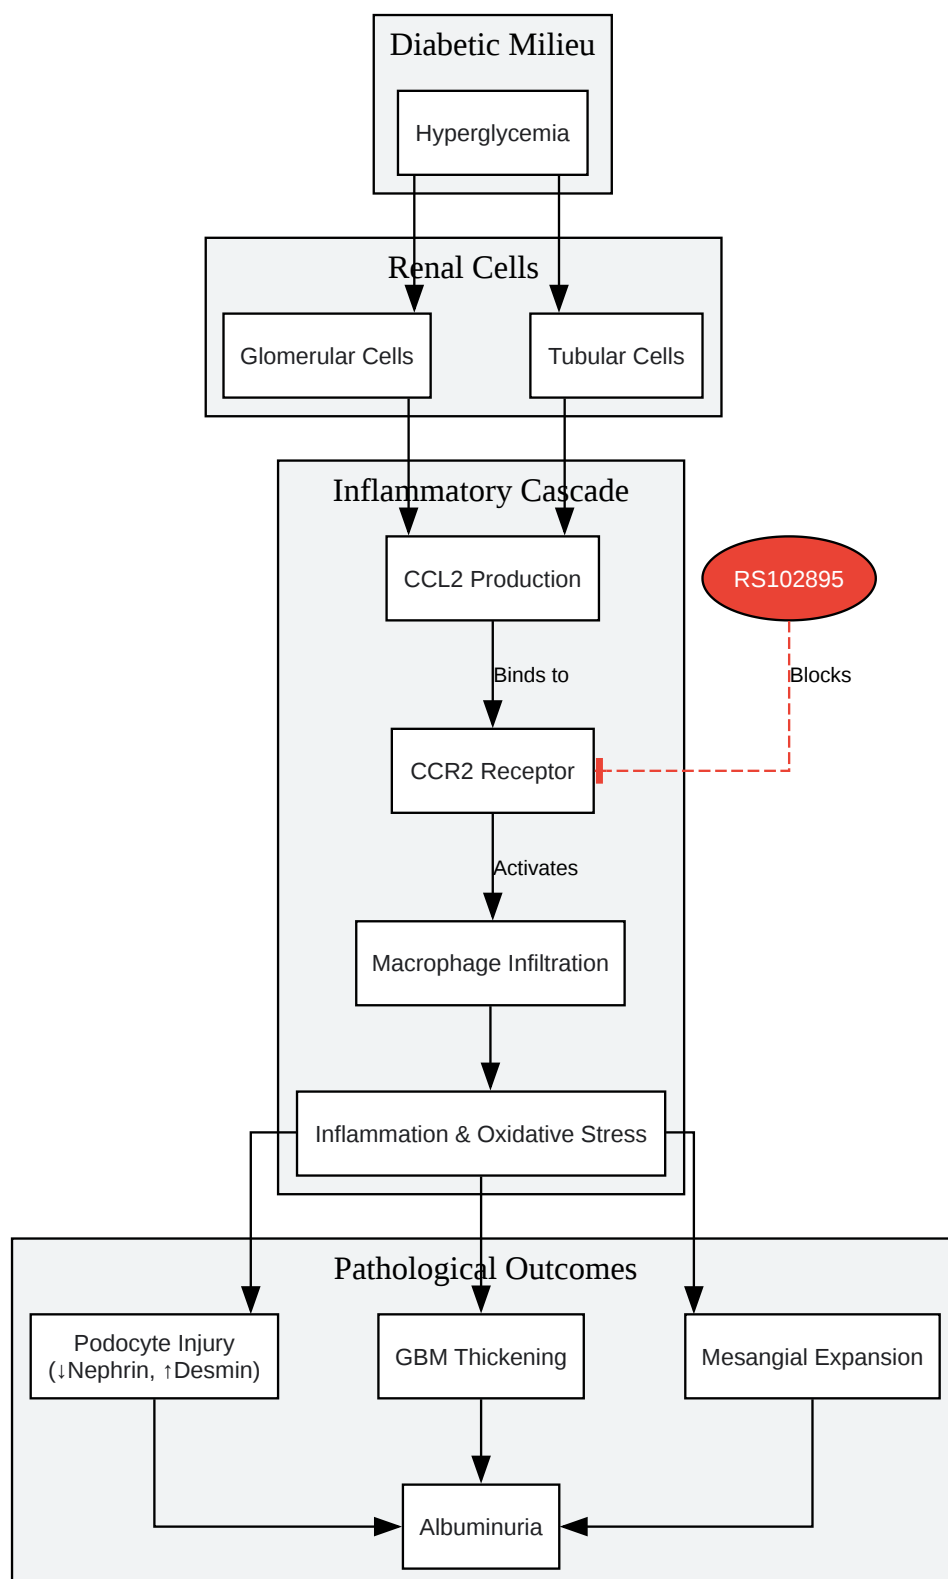 Diabetic Milieu
Hyperglycemia
Renal Cells
Glomerular Cells
Tubular Cells
Inflammatory Cascade
CCL2 Production
RS102895
Binds to
Blocks
CCR2 Receptor
Activates
Macrophage Infiltration
Inflammation & Oxidative Stress
Pathological Outcomes
Podocyte Injury
(↓Nephrin, ↑Desmin)
GBM Thickening
Mesangial Expansion
Albuminuria